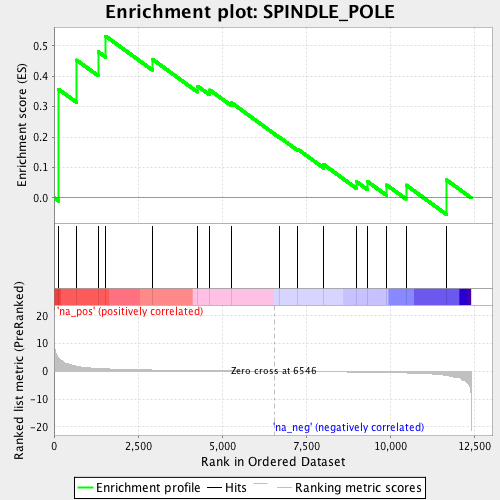 Enrichment plot: SPINDLE_POLE
Enrichment score (ES)
0.5
0.4
0.3
0.2
0.1
0.0
'na_pos' (positively correlated)
Ranked list metric (PreRanked)
20
10
0
-10
-20
Zero cross at 6546
'na_neg' (negatively correlated)
0 2,500 5,000 7,500 10,000 12,500
Rank in Ordered Dataset
Enrichment profile Hits Ranking metric scores